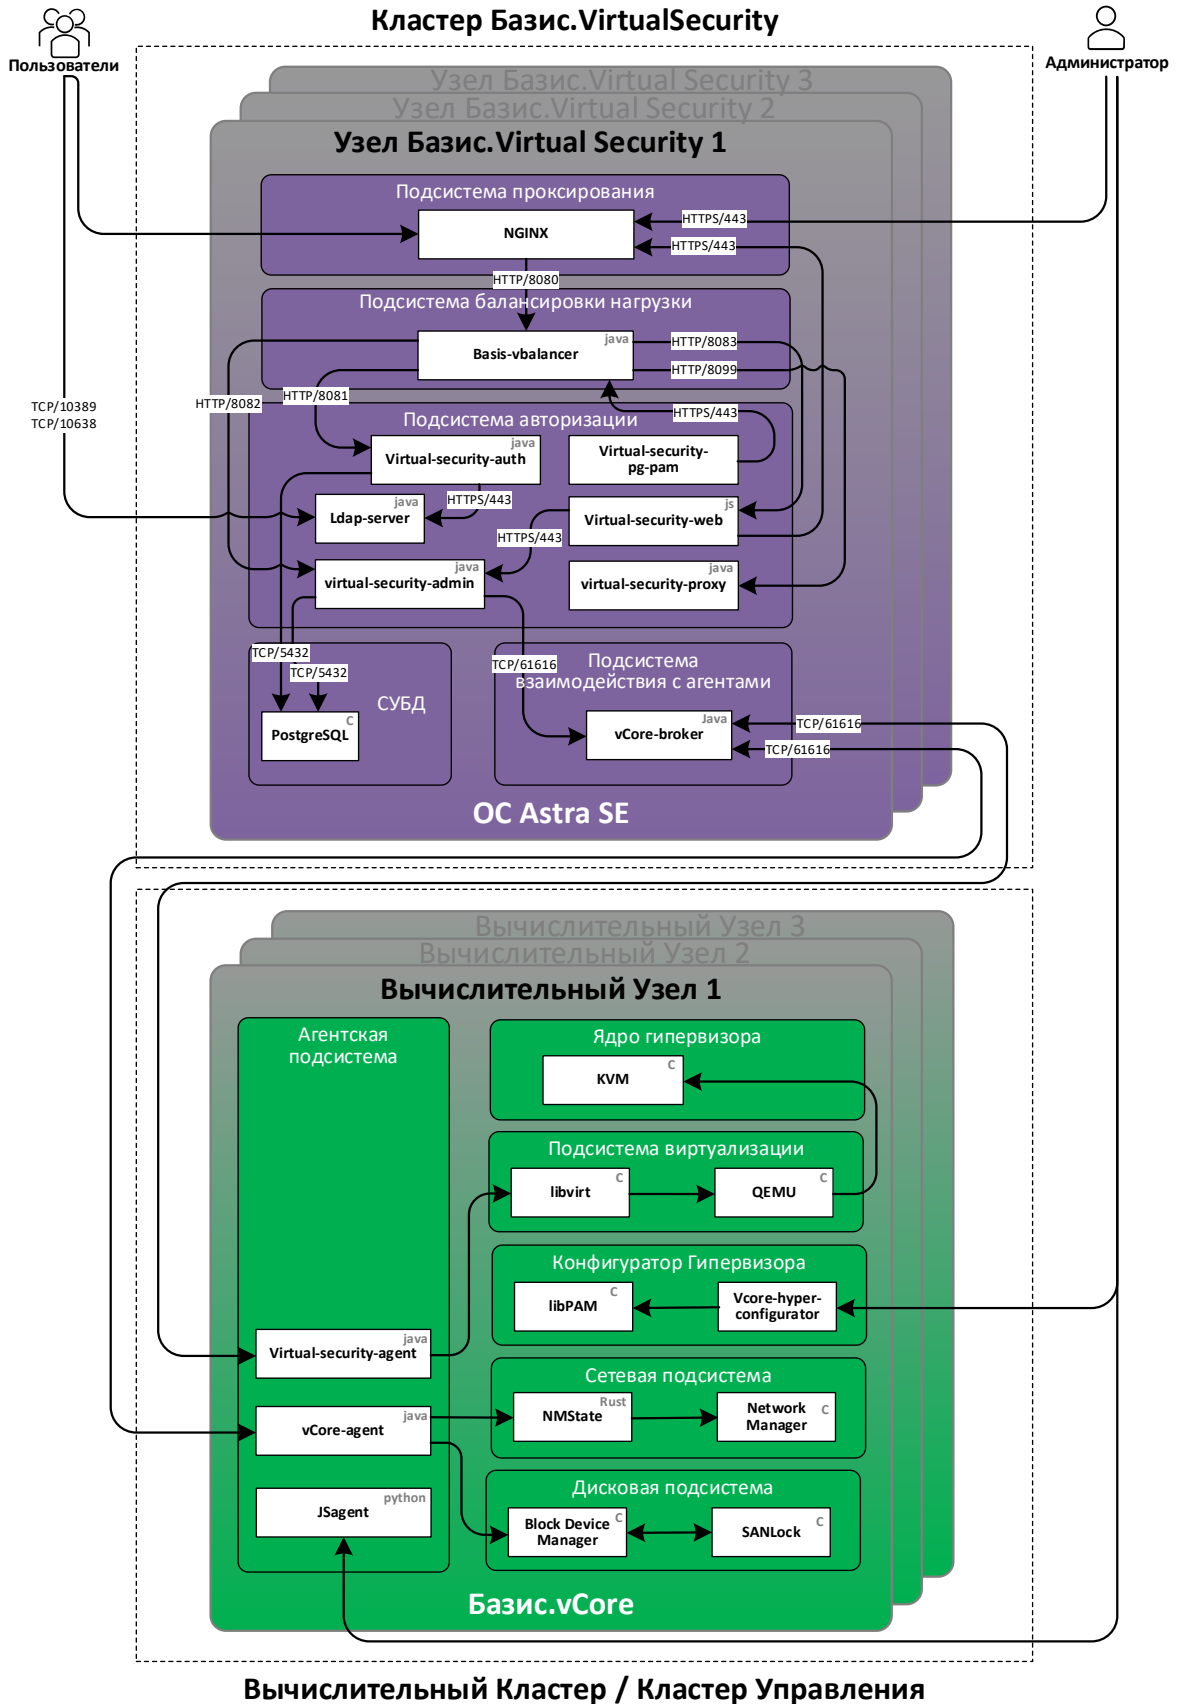 Кластер Базис.VirtualSecurity
Пользователи
Администратор
Узел Базис.Virtual Security 3
Узел Базис.Virtual Security 2
Узел Базис.Virtual Security 1
Подсистема проксирования
NGINX
HTTPS/443
HTTPS/443
HTTP/8080
Подсистема балансировки нагрузки
java
Basis-vbalancer
HTTP/8083
HTTP/8099
HTTP/8082
HTTP/8081
TCP/10389
TCP/10638
HTTPS/443
Подсистема авторизации
java
Virtual-security-auth
Virtual-security-
pg-pam
HTTPS/443
java
Ldap-server
js
Virtual-security-web
HTTPS/443
java
virtual-security-admin
java
virtual-security-proxy
TCP/5432
TCP/5432
TCP/61616
СУБД
C
PostgreSQL
Подсистема
взаимодействия с агентами
Java
vCore-broker
TCP/61616
TCP/61616
ОС Astra SE
Вычислительный Узел 3
Вычислительный Узел 2
Вычислительный Узел 1
Агентская
подсистема
Ядро гипервизора
C
KVM
Подсистема виртуализации
C
libvirt
C
QEMU
Конфигуратор Гипервизора
C
libPAM
Vcore-hyper-
configurator
java
Virtual-security-agent
Сетевая подсистема
Rust
NMState
Network
Manager
C
java
vCore-agent
Дисковая подсистема
C
Block Device
Manager
C
SANLock
python
JSagent
Базис.vCore
Вычислительный Кластер / Кластер Управления